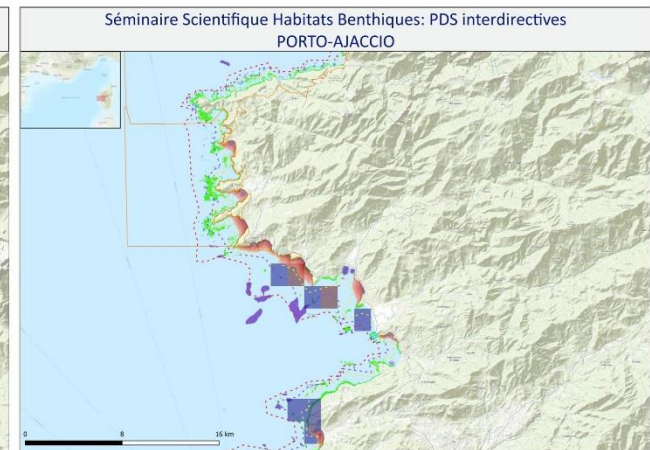 Séminaire Scientifique Habitats Benthiques: PDS interdirectives
PORTO-AJACCIO
0 8 16 km